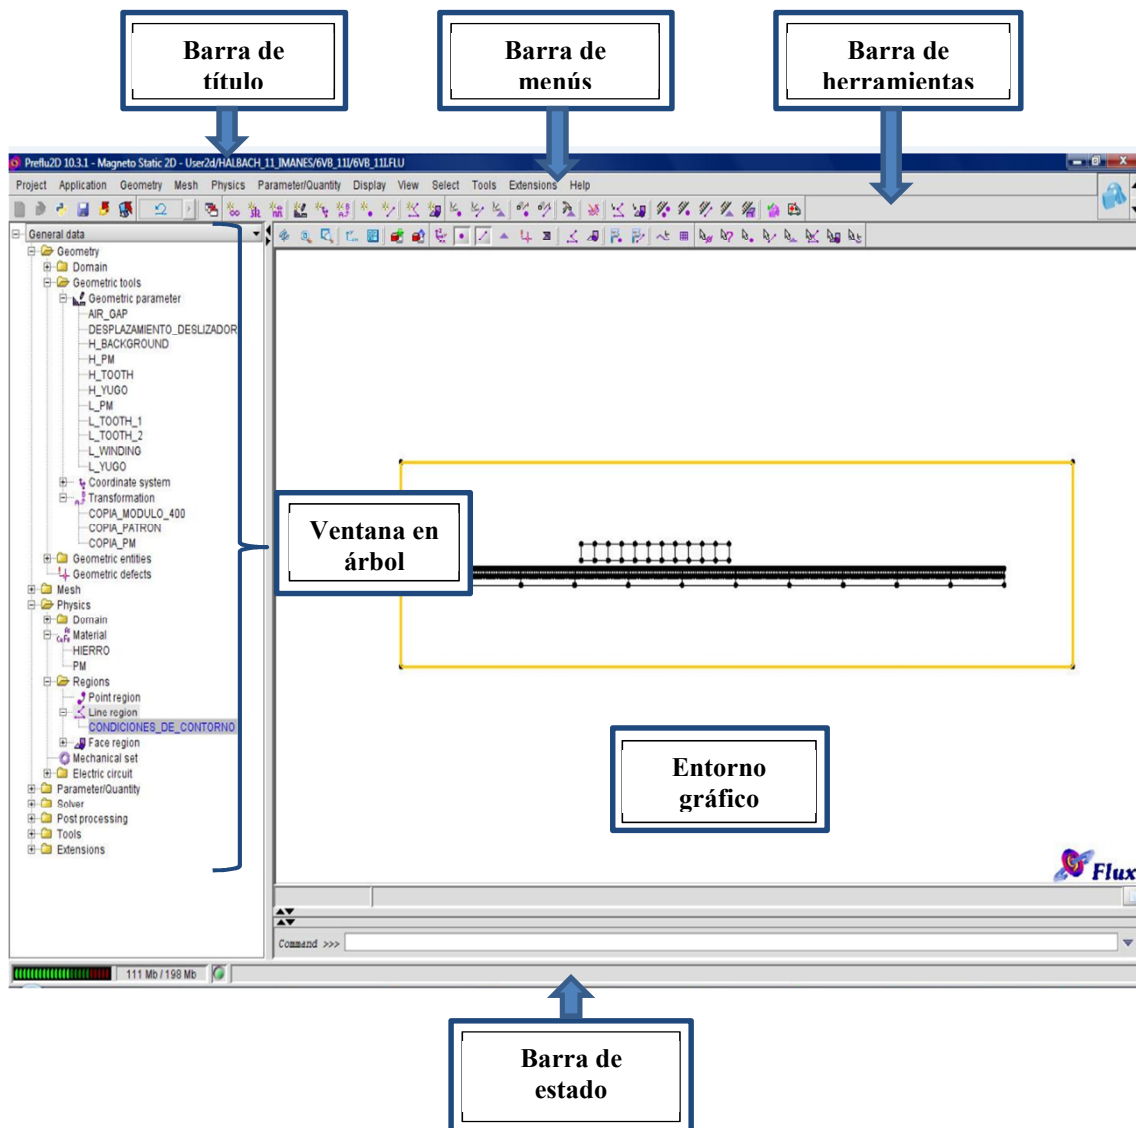 Barra de
título
Barra de
menús
Barra de
herramientas
Preflu2D 10.3.1 - Magneto Static 2D - User2d/HALBACH_11_IMANES/6VB_11I/6VB_11I.FLU
Project Application Geometry Mesh Physics Parameter/Quantity Display View Select Tools Extensions Help
General data
Geometry
Domain
Geometric tools
Geometric parameter
AIR_GAP
DESPLAZAMIENTO_DESLIZADOR
H_BACKGROUND
H_PM
H_TOOTH
H_YUGO
L_PM
L_TOOTH_1
L_TOOTH_2
L_WINDING
L_YUGO
Coordinate system
Transformation
COPIA_MODULO_400
COPIA_PATRON
COPIA_PM
Geometric entities
Geometric defects
Mesh
Physics
Domain
Material
HIERRO
PM
Regions
Point region
Line region
CONDICIONES_DE_CONTORNO
Face region
Mechanical set
Electric circuit
Parameter/Quantity
Solver
Post processing
Tools
Extensions
Ventana en
árbol
Entorno
gráfico
Flux
Command >>>
111 Mb / 198 Mb
Barra de
estado